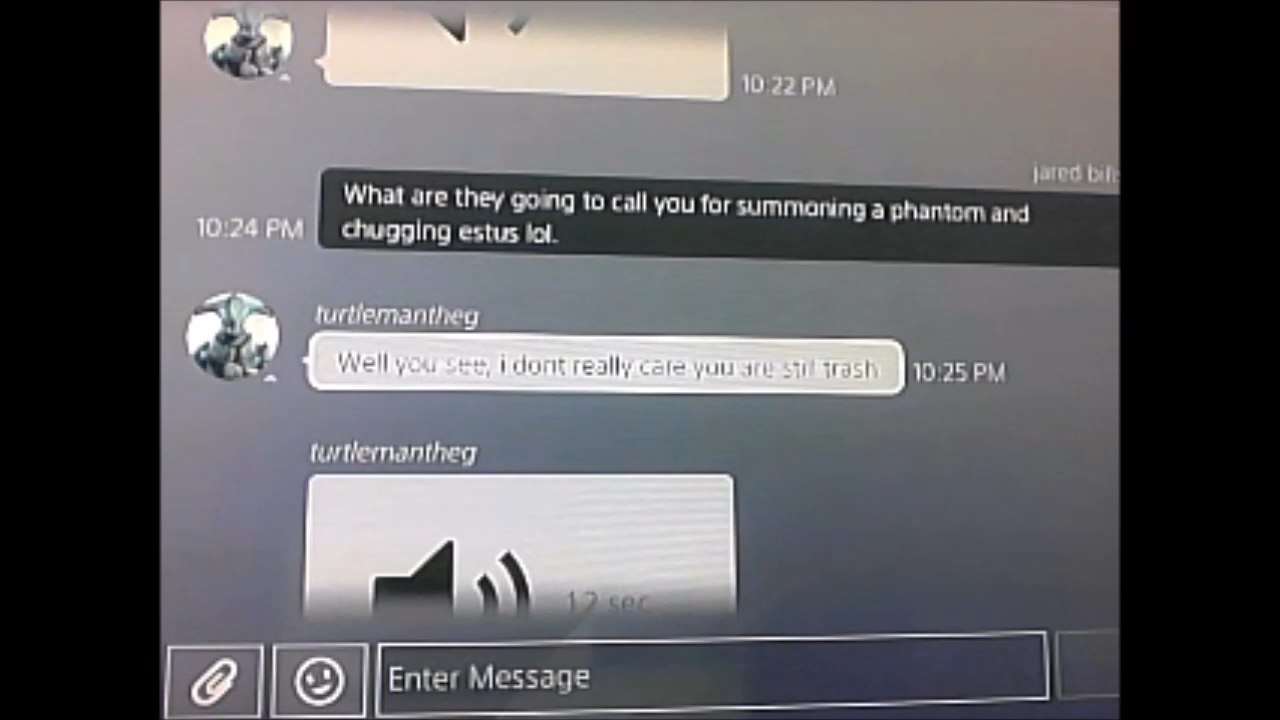 10:22 PM
jared
What are they going to call you for summoning a phantom and
chugging estus lol.
10:24 PM
turtlemantheg
Well you see, i dont really care you are still trash
10:25 PM
turtlemantheg
12 sec
Enter Message